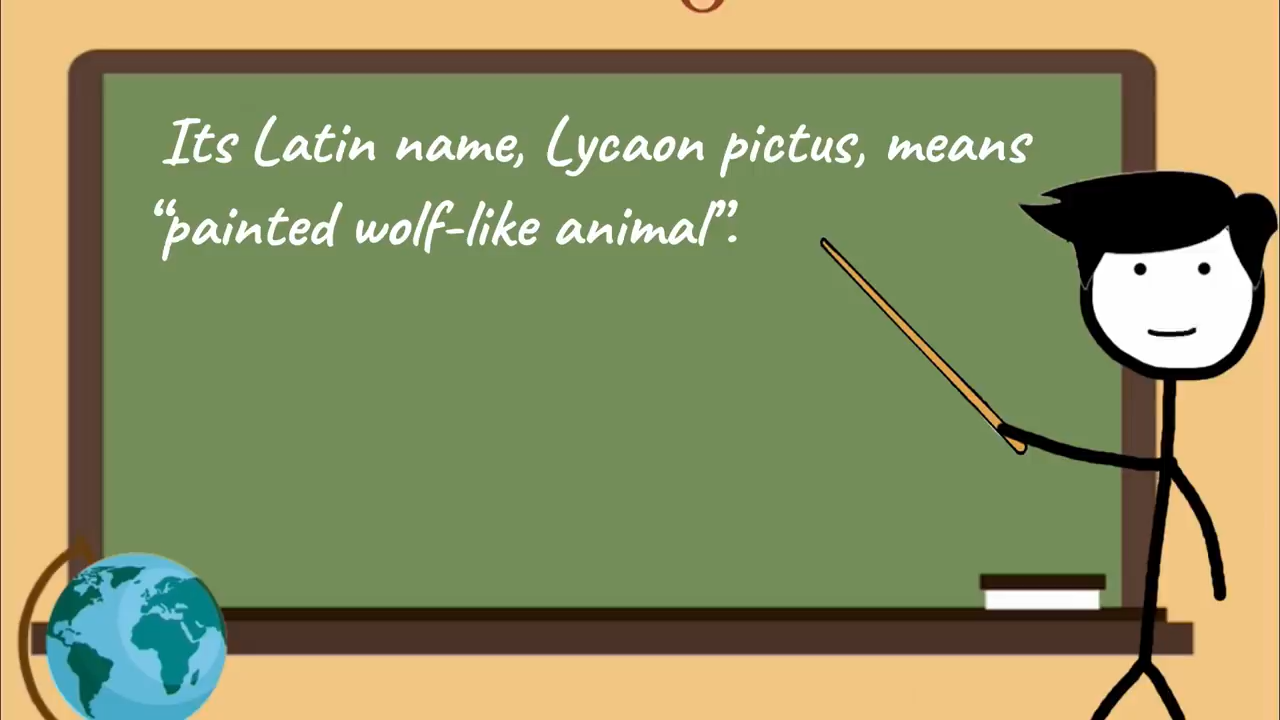 Its Latin name, Lycaon pictus, means
“painted wolf-like animal”.